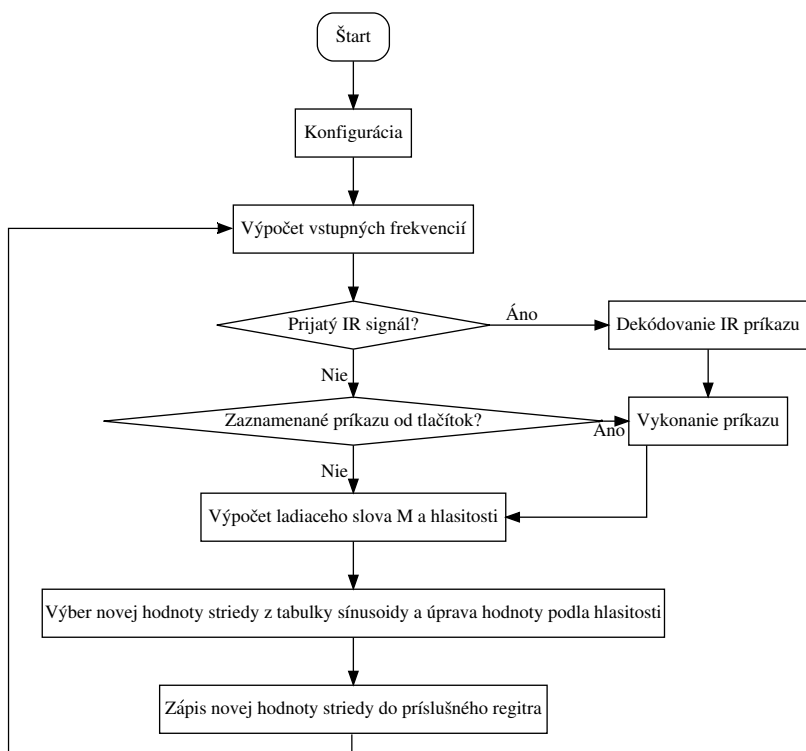 Štart
Konfigurácia
Výpočet vstupných frekvencií
Prijatý IR signál?
Áno
Dekódovanie IR príkazu
Nie
Zaznamenané príkazu od tlačítok?
Áno
Vykonanie príkazu
Nie
Výpočet ladiaceho slova M a hlasitosti
Výber novej hodnoty striedy z tabulky sínusoidy a úprava hodnoty podla hlasitosti
Zápis novej hodnoty striedy do príslušného regitra